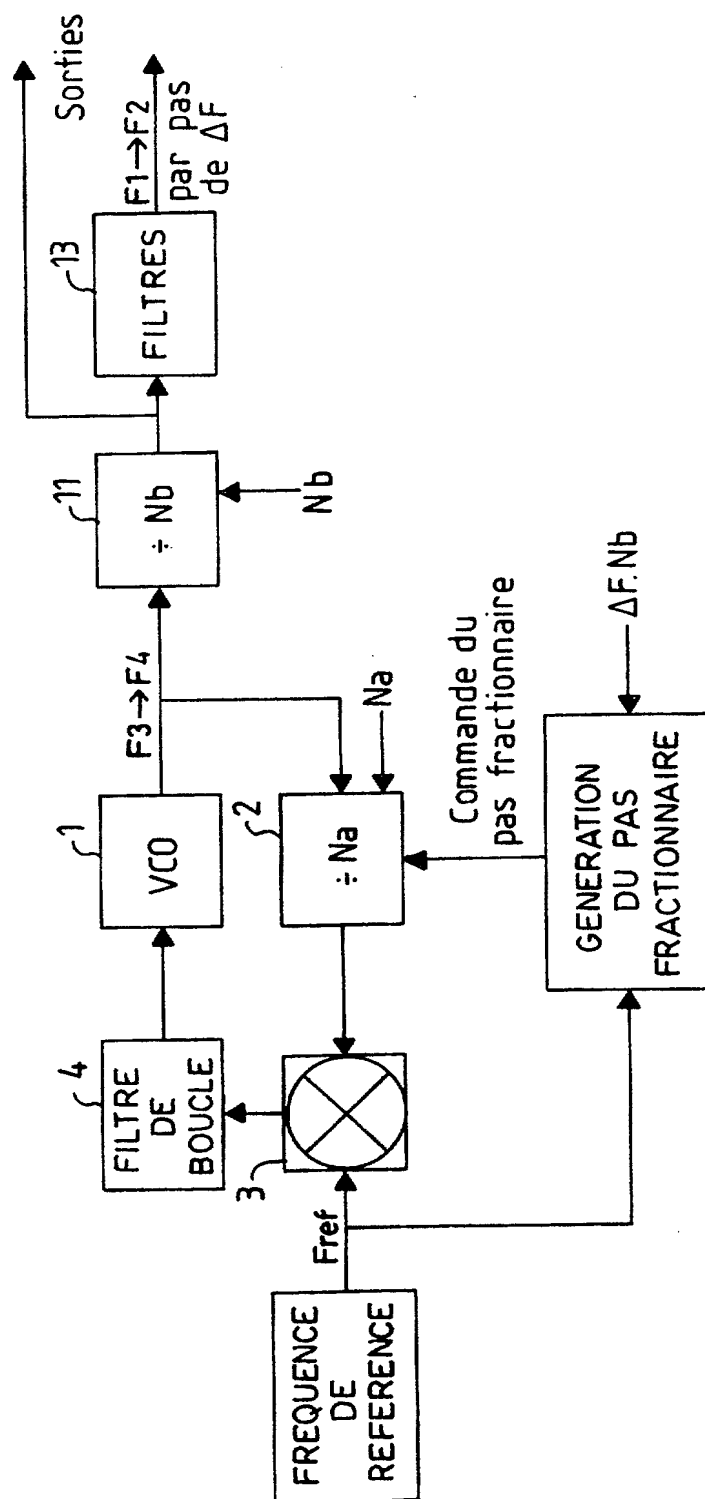 FRÉQUENCE
DE
REFERENCE
Fref
3
4
FILTRE
DE
BOUCLE
1
VCO
2
÷ Na
Na
F3→F4
11
÷ Nb
Nb
13
FILTRES
Sorties
F1→F2
par pas
de ΔF
Commande du
pas fractionnaire
GENERATION
DU PAS
FRACTIONNAIRE
ΔF.Nb